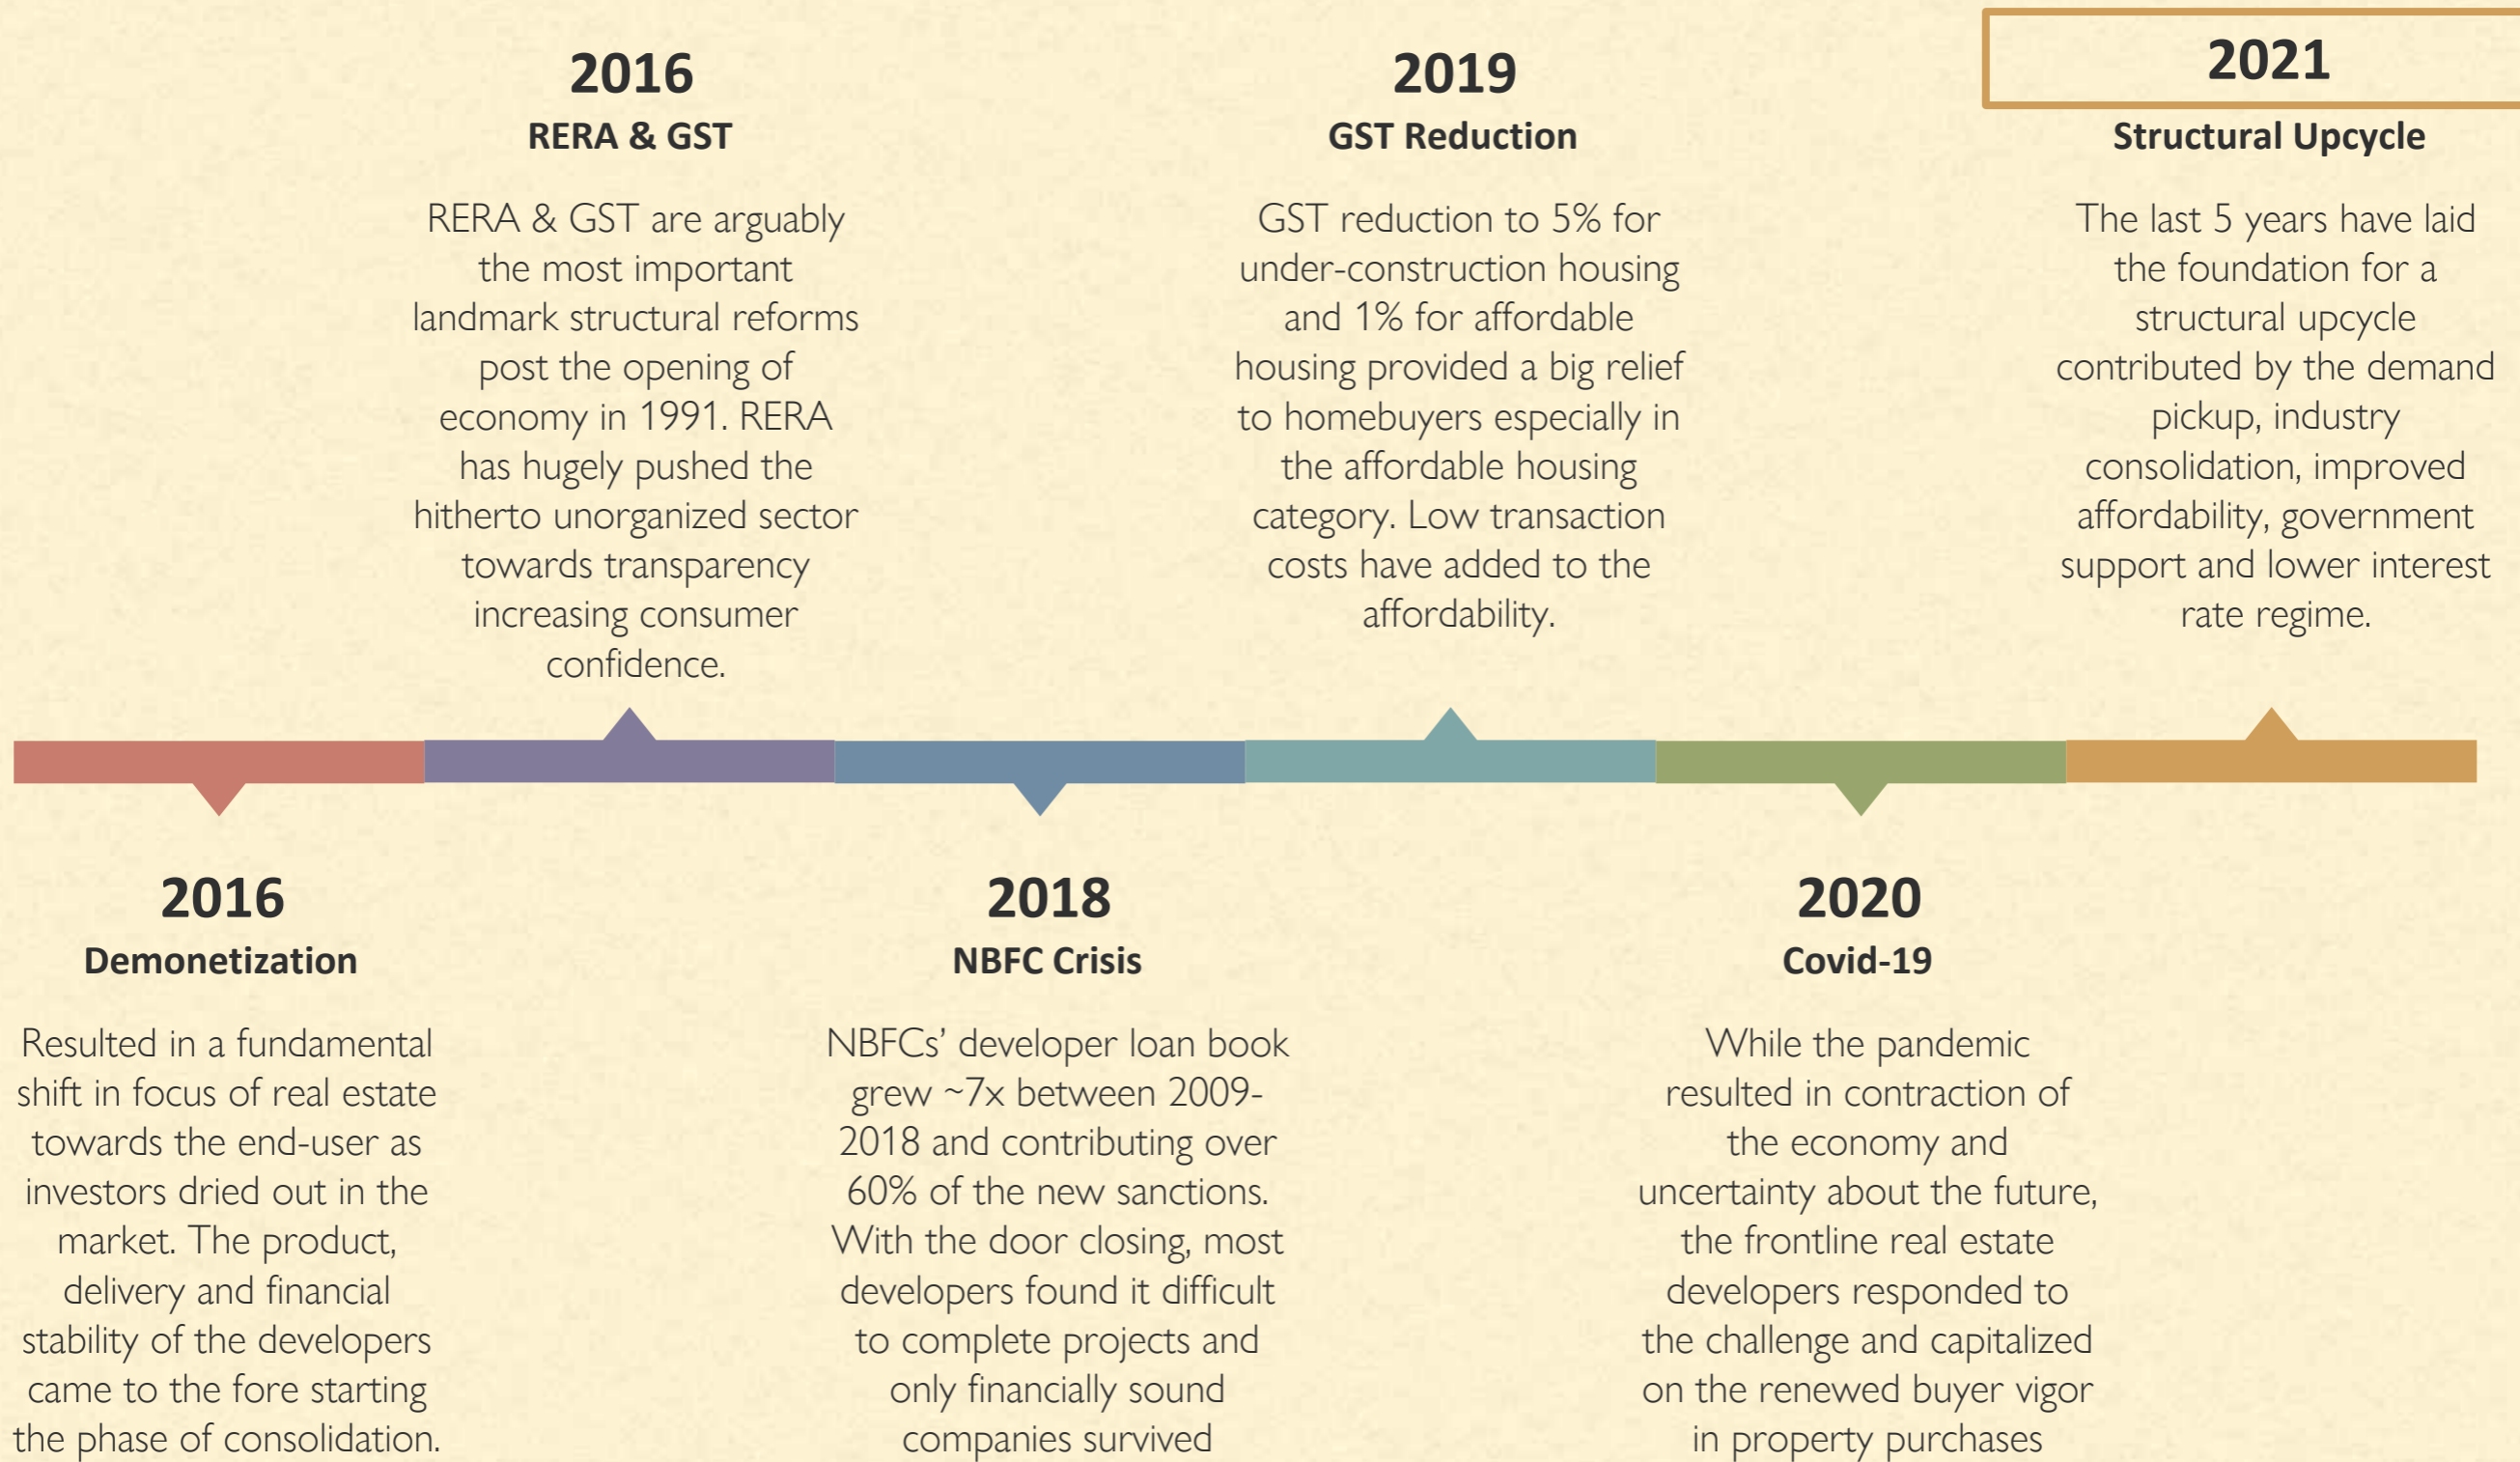 2016
RERA & GST
RERA & GST are arguably
the most important
landmark structural reforms
post the opening of
economy in 1991. RERA
has hugely pushed the
hitherto unorganized sector
towards transparency
increasing consumer
confidence.
2019
GST Reduction
GST reduction to 5% for
under-construction housing
and 1% for affordable
housing provided a big relief
to homebuyers especially in
the affordable housing
category. Low transaction
costs have added to the
affordability.
2021
Structural Upcycle
The last 5 years have laid
the foundation for a
structural upcycle
contributed by the demand
pickup, industry
consolidation, improved
affordability, government
support and lower interest
rate regime.
2016
Demonetization
Resulted in a fundamental
shift in focus of real estate
towards the end-user as
investors dried out in the
market. The product,
delivery and financial
stability of the developers
came to the fore starting
the phase of consolidation.
2018
NBFC Crisis
NBFCs’ developer loan book
grew ~7x between 2009-
2018 and contributing over
60% of the new sanctions.
With the door closing, most
developers found it difficult
to complete projects and
only financially sound
companies survived
2020
Covid-19
While the pandemic
resulted in contraction of
the economy and
uncertainty about the future,
the frontline real estate
developers responded to
the challenge and capitalized
on the renewed buyer vigor
in property purchases